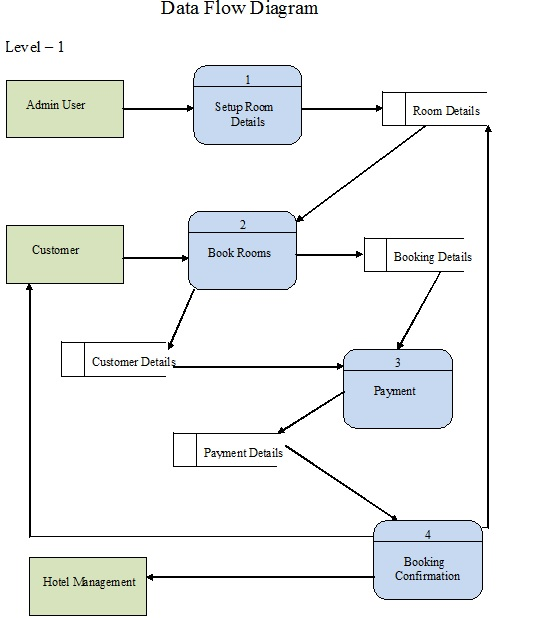 Data Flow Diagram
Level – 1
1
Admin User
Setup Room
Details
Room Details
2
Customer
Book Rooms
Booking Details
3
Customer Details
Payment
Payment Details
4
Booking
Confirmation
Hotel Management